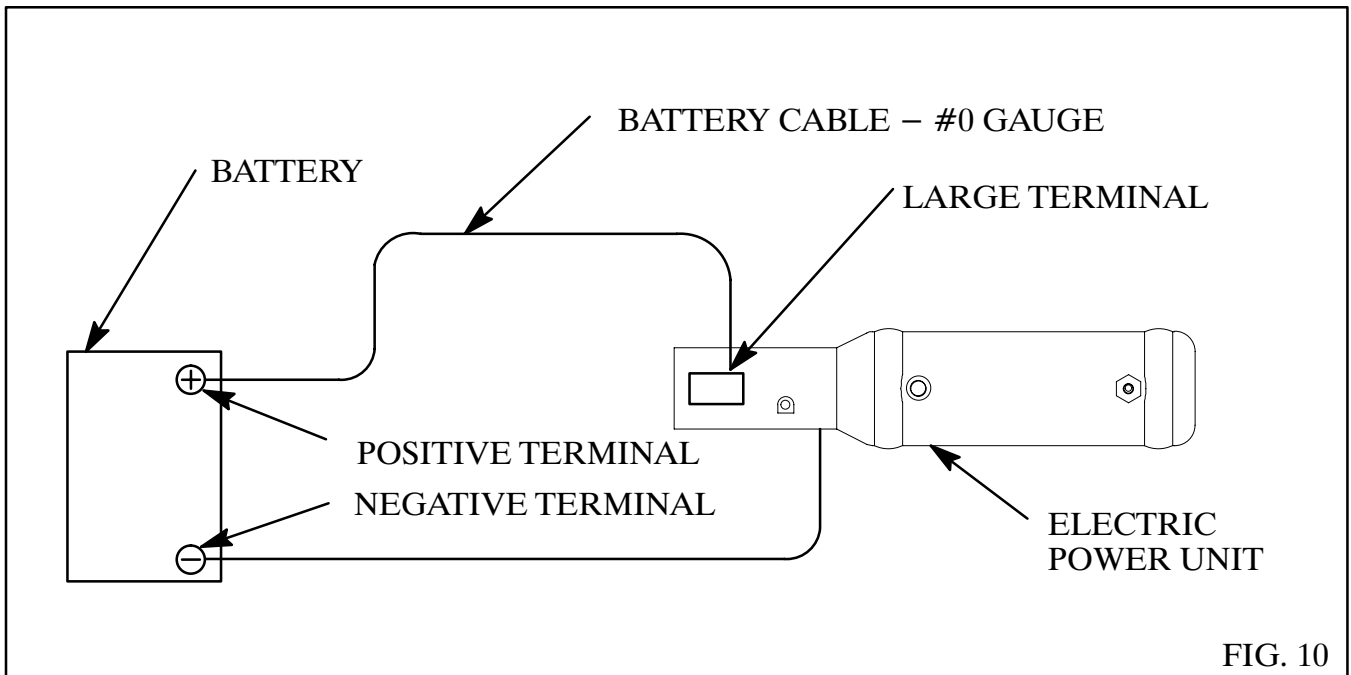 BATTERY CABLE – #0 GAUGE
BATTERY
LARGE TERMINAL
+
POSITIVE TERMINAL
NEGATIVE TERMINAL
−
ELECTRIC
POWER UNIT
FIG. 10